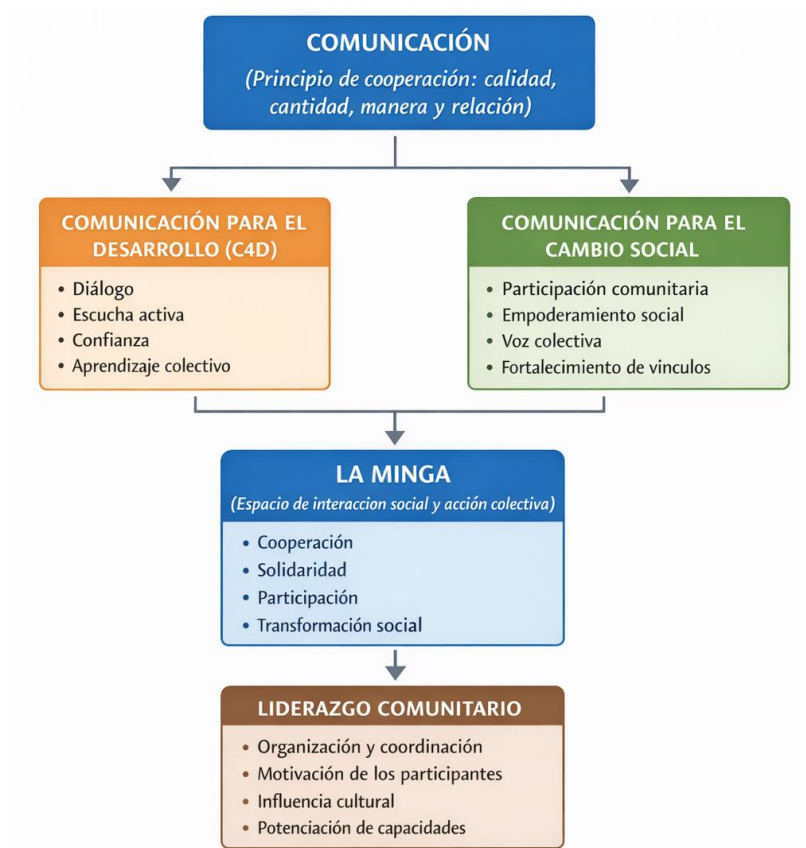 COMUNICACIÓN
(Principio de cooperación: calidad,
cantidad, manera y relación)
COMUNICACIÓN PARA EL
DESARROLLO (C4D)
• Diálogo
• Escucha activa
• Confianza
• Aprendizaje colectivo
COMUNICACIÓN PARA EL
CAMBIO SOCIAL
• Participación comunitaria
• Empoderamiento social
• Voz colectiva
• Fortalecimiento de vínculos
LA MINGA
(Espacio de interaccion social y acción colectiva)
• Cooperación
• Solidaridad
• Participación
• Transformación social
LIDERAZGO COMUNITARIO
• Organización y coordinación
• Motivación de los participantes
• Influencia cultural
• Potenciación de capacidades